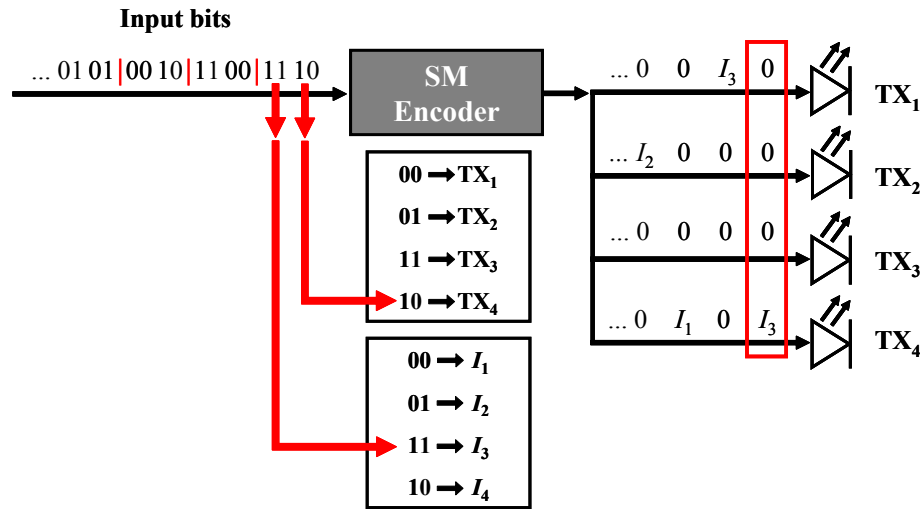 Input bits
... 01 01 | 00 10 | 11 00 | 11 10
SM
Encoder
00 → TX₁
01 → TX₂
11 → TX₃
10 → TX₄
00 → I₁
01 → I₂
11 → I₃
10 → I₄
... 0 0 I₃ 0
TX₁
... I₂ 0 0 0
TX₂
... 0 0 0 0
TX₃
... 0 I₁ 0 I₃
TX₄